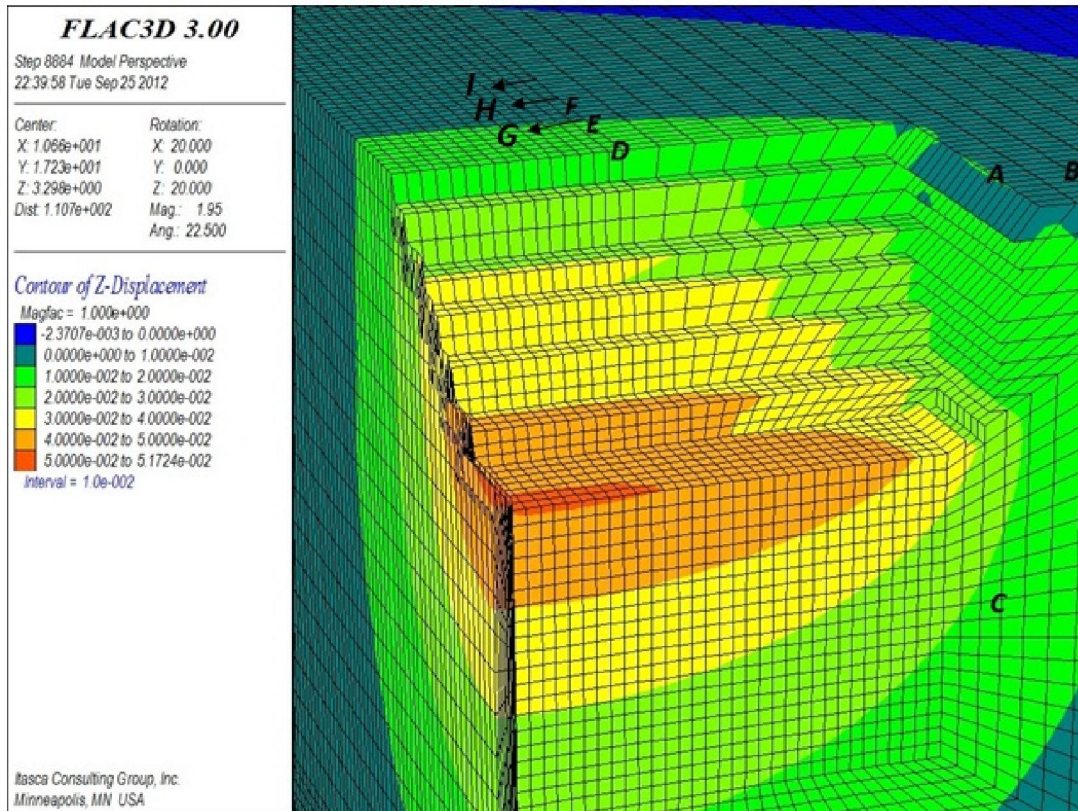 FLAC3D 3.00
Step 8884 Model Perspective
22:39:58 Tue Sep 25 2012
Center:
X: 1.066e+001
Y: 1.723e+001
Z: 3.298e+000
Dist: 1.107e+002
Rotation:
X: 20.000
Y: 0.000
Z: 20.000
Mag.: 1.95
Ang.: 22.500
Contour of Z-Displacement
Magfac = 1.000e+000
-2.3707e-003 to 0.0000e+000
0.0000e+000 to 1.0000e-002
1.0000e-002 to 2.0000e-002
2.0000e-002 to 3.0000e-002
3.0000e-002 to 4.0000e-002
4.0000e-002 to 5.0000e-002
5.0000e-002 to 5.1724e-002
Interval = 1.0e-002
Itasca Consulting Group, Inc.
Minneapolis, MN USA
I
H
F
G
E
D
A
B
C